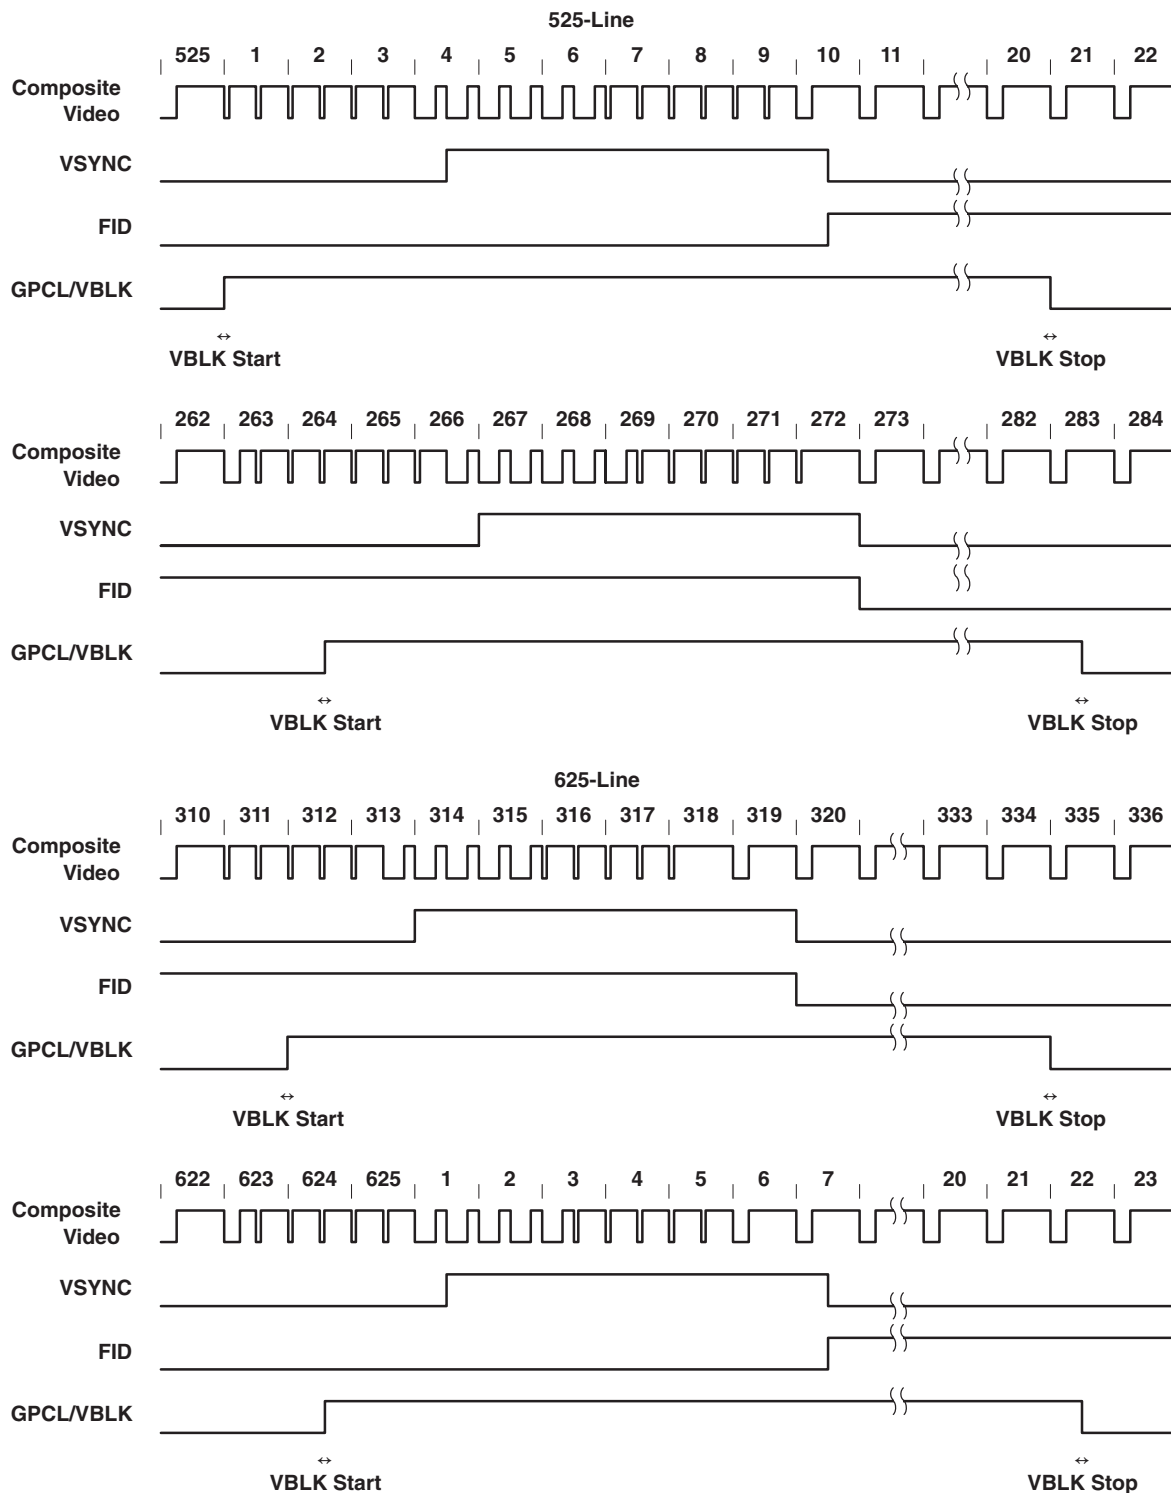 525-Line
525 1 2 3 4 5 6 7 8 9 10 11 20 21 22
Composite
Video
VSYNC
FID
GPCL/VBLK
VBLK Start VBLK Stop
262 263 264 265 266 267 268 269 270 271 272 273 282 283 284
Composite
Video
VSYNC
FID
GPCL/VBLK
VBLK Start VBLK Stop
625-Line
310 311 312 313 314 315 316 317 318 319 320 333 334 335 336
Composite
Video
VSYNC
FID
GPCL/VBLK
VBLK Start VBLK Stop
622 623 624 625 1 2 3 4 5 6 7 20 21 22 23
Composite
Video
VSYNC
FID
GPCL/VBLK
VBLK Start VBLK Stop